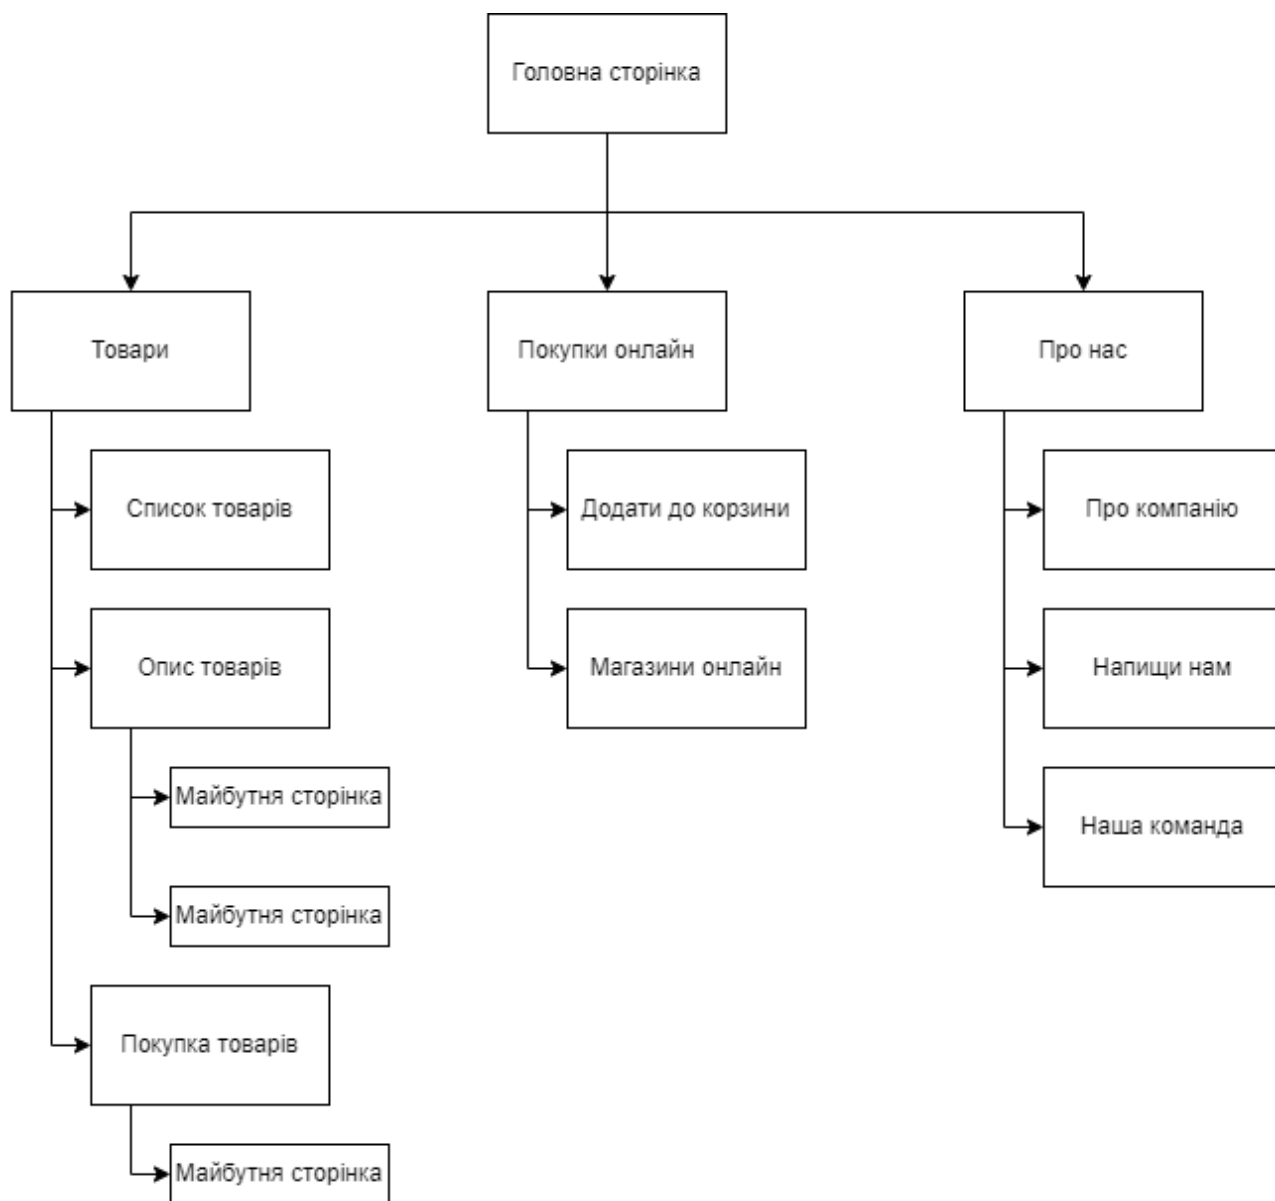 Головна сторінка
Товари
Покупки онлайн
Про нас
Список товарів
Додати до корзини
Про компанію
Опис товарів
Магазини онлайн
Напищи нам
Майбутня сторінка
Наша команда
Майбутня сторінка
Покупка товарів
Майбутня сторінка